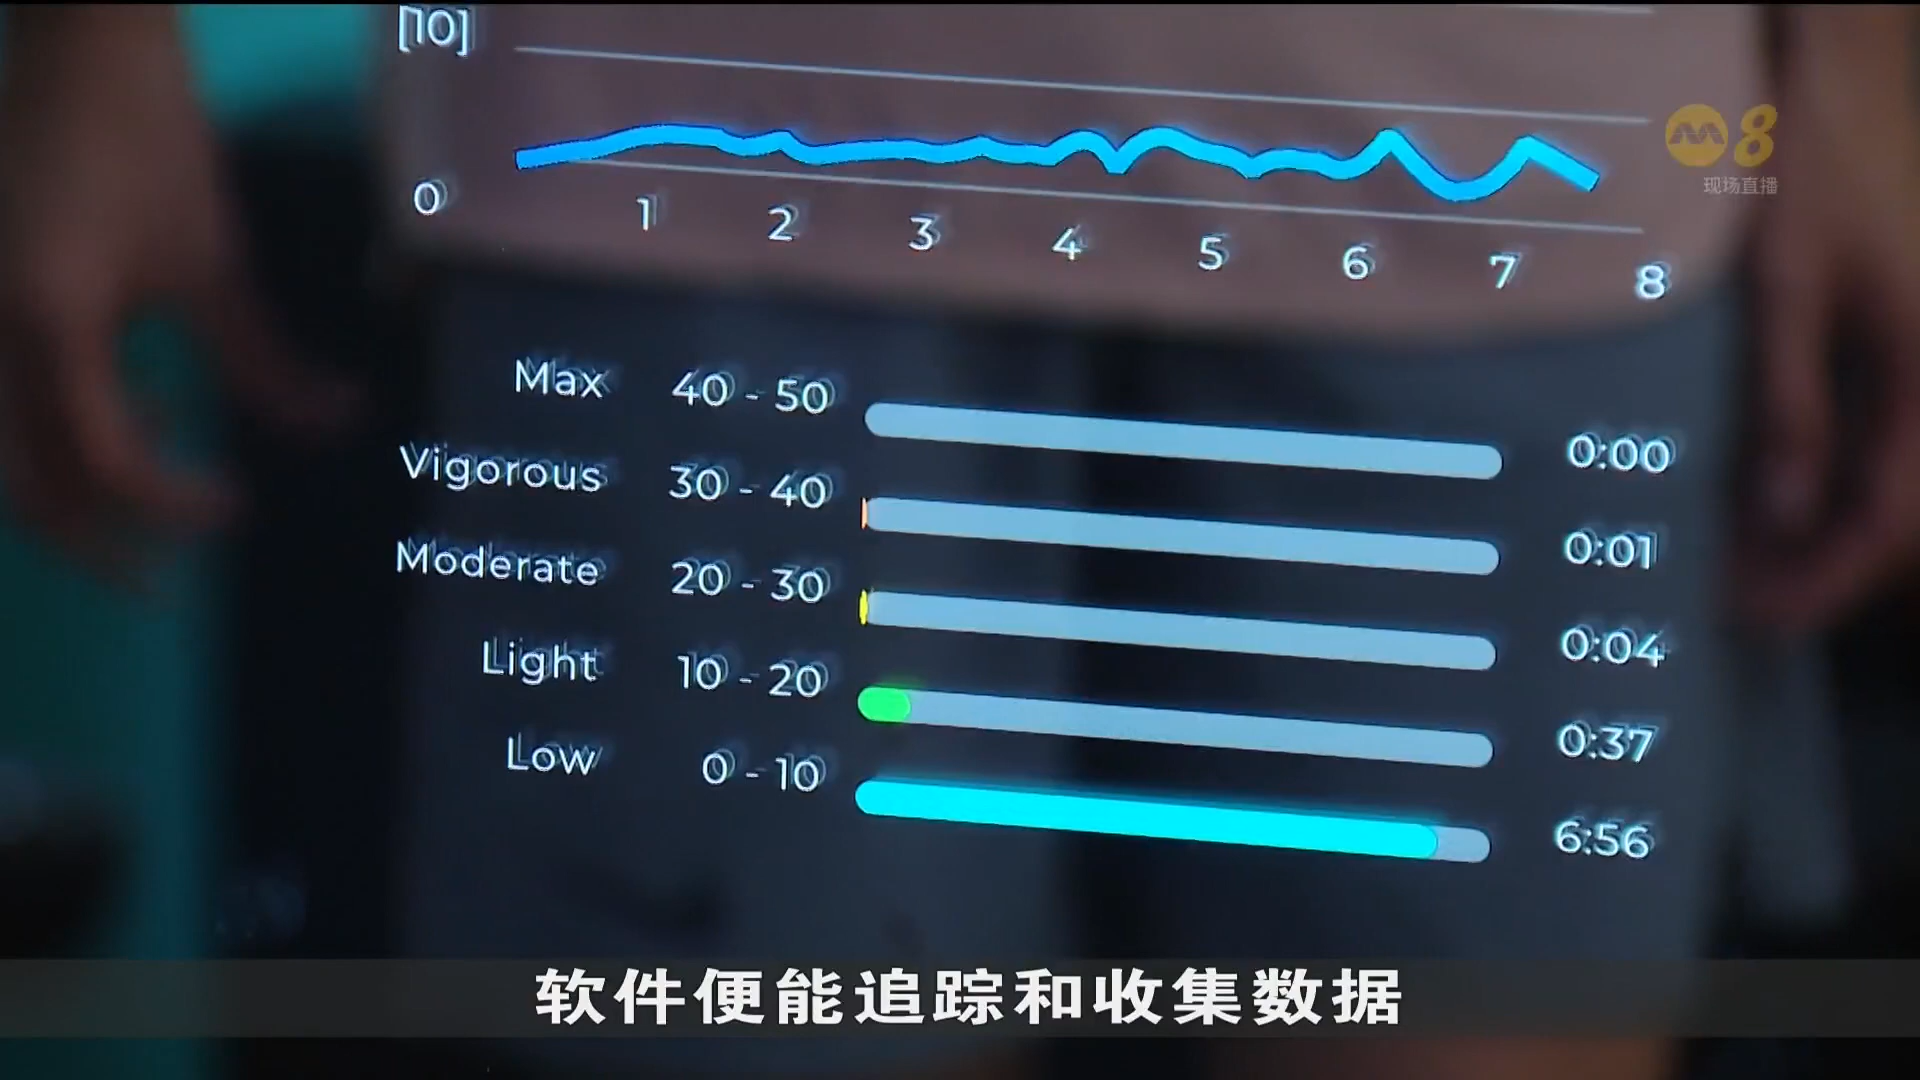 [10]
8
现场直播
0 1 2 3 4 5 6 7 8
Max 40 - 50 0:00
Vigorous 30 - 40 0:01
Moderate 20 - 30 0:04
Light 10 - 20 0:37
Low 0 - 10 6:56
软件便能追踪和收集数据